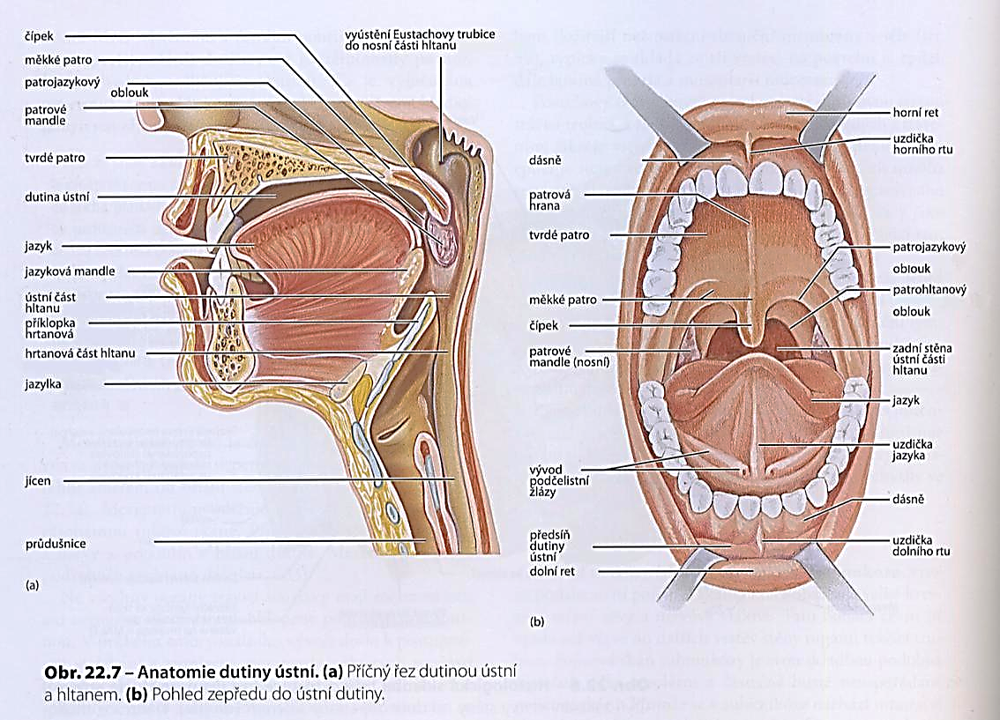 čípek
měkké patro
patrojazykový
oblouk
patrové
mandle
tvrdé patro
dutina ústní
jazyk
jazyková mandle
ústní část
hltanu
příklopka
hrtanová
hrtanová část hltanu
jazylka
jícen
průdušnice
(a)
vyústění Eustachovy trubice
do nosní části hltanu
dásně
patrová
hrana
tvrdé patro
měkké patro
čípek
patrové
mandle (nosní)
vývod
podčelistní
žlázy
předsíň
dutiny
ústní
dolní ret
(b)
horní ret
uzdička
horního rtu
patrojazykový
oblouk
patrohltanový
oblouk
zadní stěna
ústní části
hltanu
jazyk
uzdička
jazyka
dásně
uzdička
dolního rtu
Obr. 22.7 – Anatomie dutiny ústní. (a) Příčný řez dutinou ústní
a hltanem. (b) Pohled zepředu do ústní dutiny.